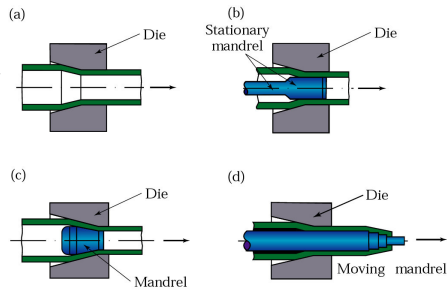 (a)
Die
(b)
Stationary
mandrel
Die
(c)
Die
Mandrel
(d)
Die
Moving mandrel